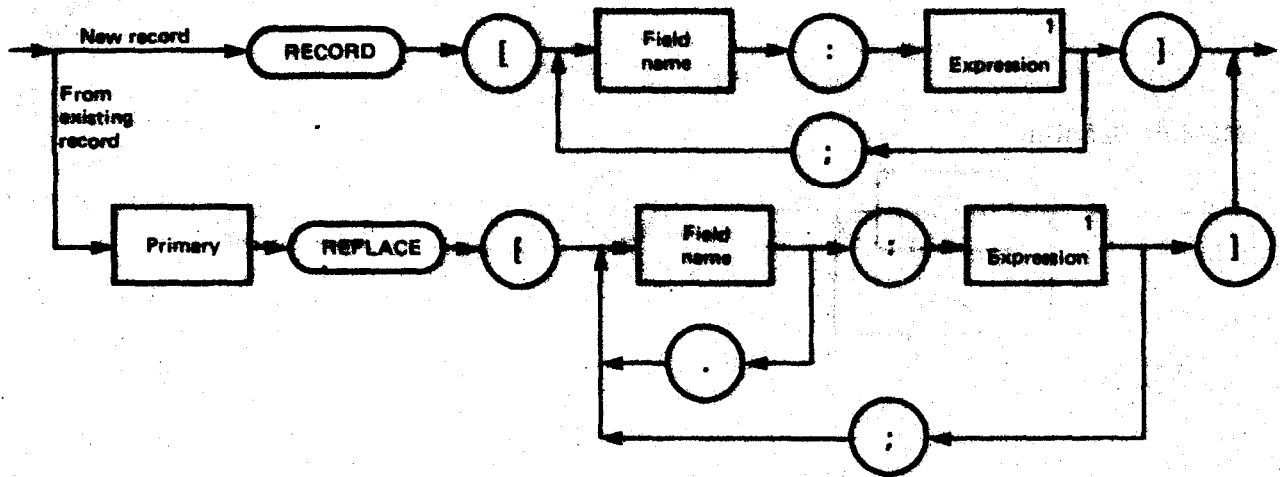 New record
RECORD
[
Field
name
:
1
Expression
]
From
existing
record
;
Primary
REPLACE
[
Field
name
:
1
Expression
]
.
;